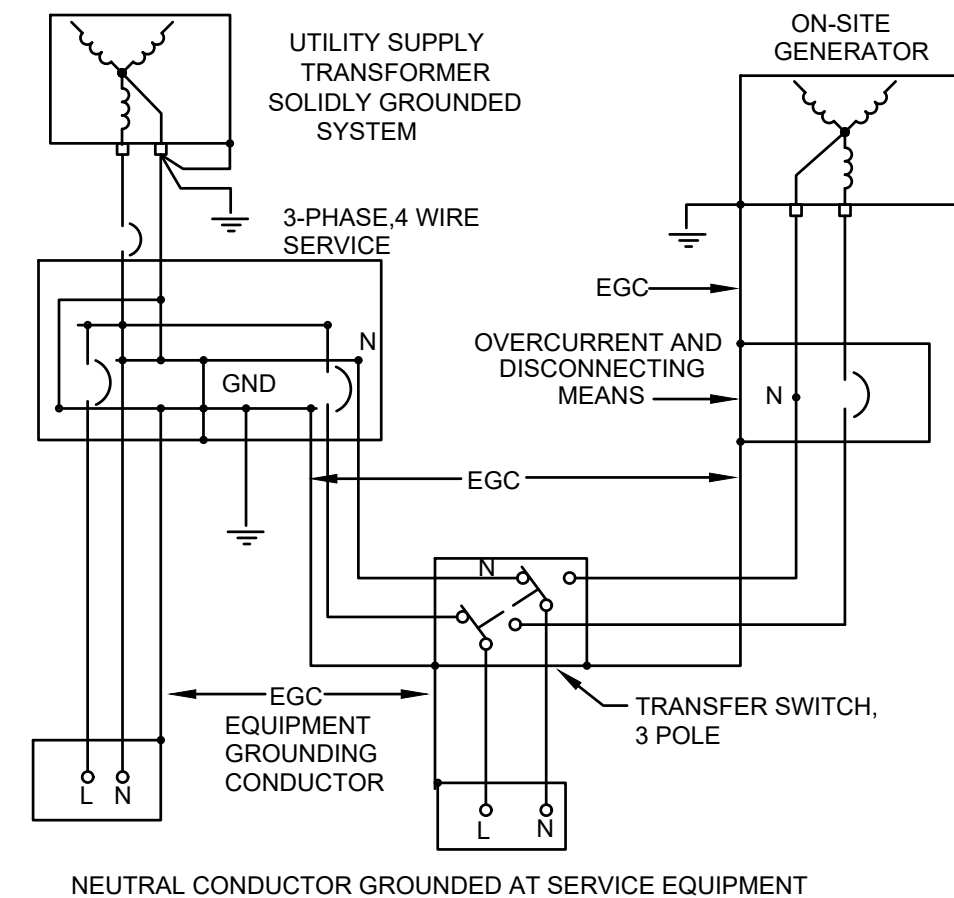 UTILITY SUPPLY
TRANSFORMER
SOLIDLY GROUNDED
SYSTEM
ON-SITE
GENERATOR
3-PHASE,4 WIRE
SERVICE
EGC
OVERCURRENT AND
DISCONNECTING
MEANS
N
GND
N
EGC
N
EGC
EQUIPMENT
GROUNDING
CONDUCTOR
TRANSFER SWITCH,
3 POLE
L N
L N
NEUTRAL CONDUCTOR GROUNDED AT SERVICE EQUIPMENT